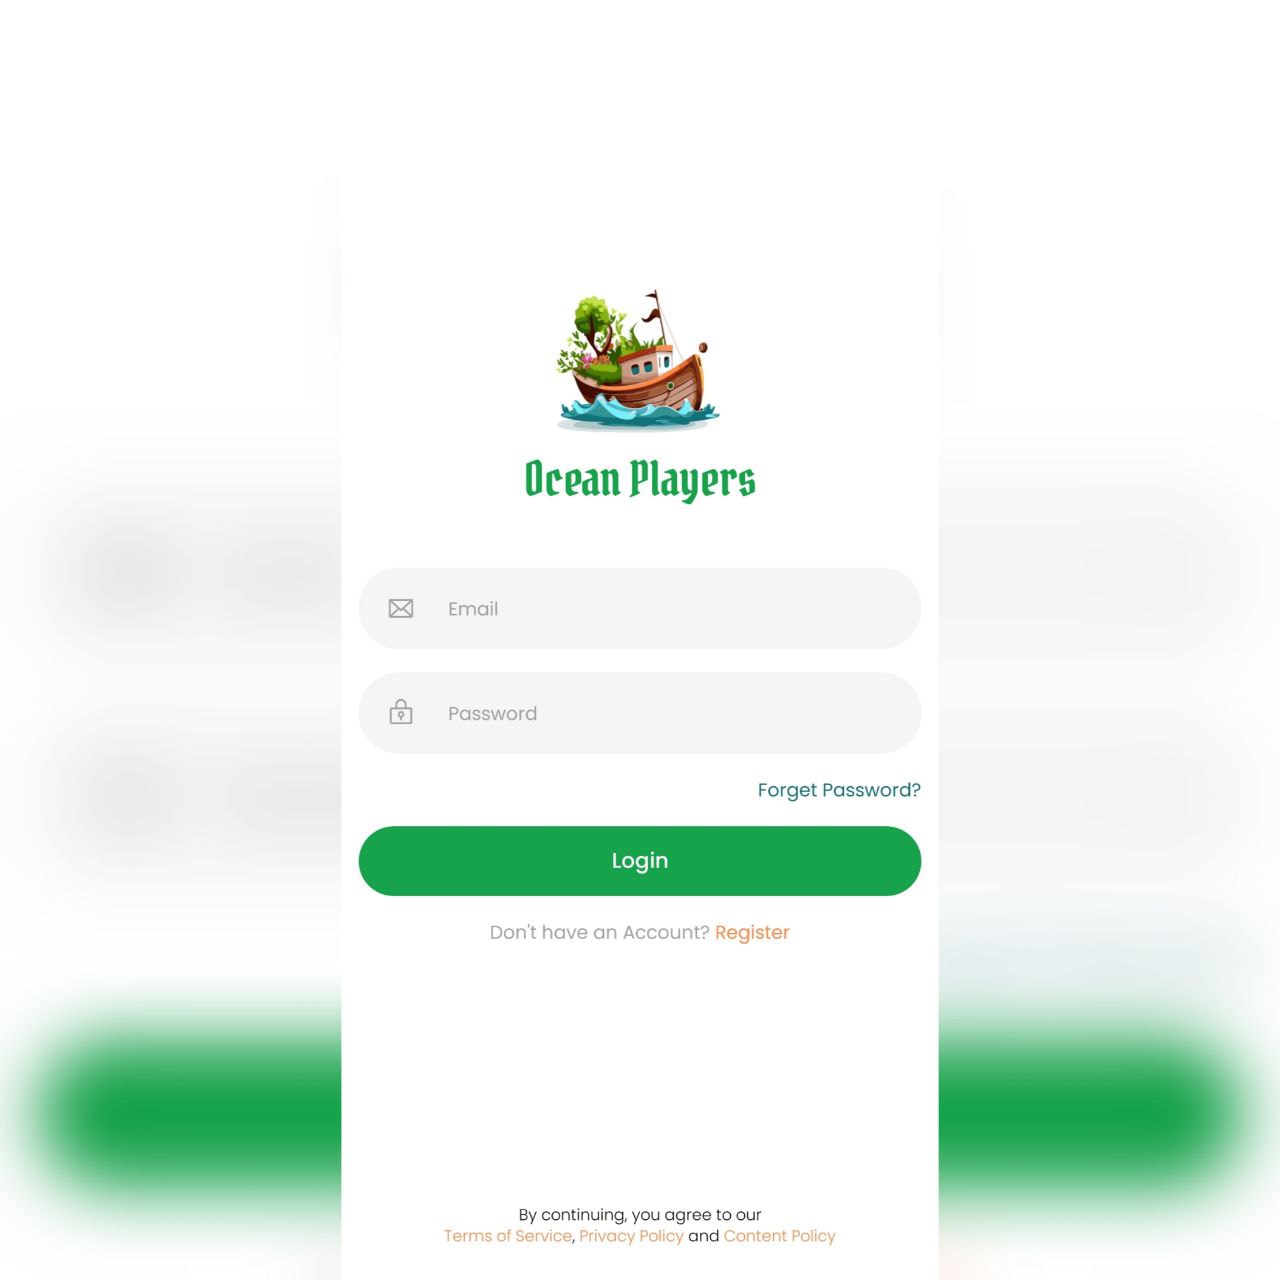 Ocean Players
Email
Password
Forget Password?
Login
Don't have an Account? Register
By continuing, you agree to our
Terms of Service, Privacy Policy and Content Policy